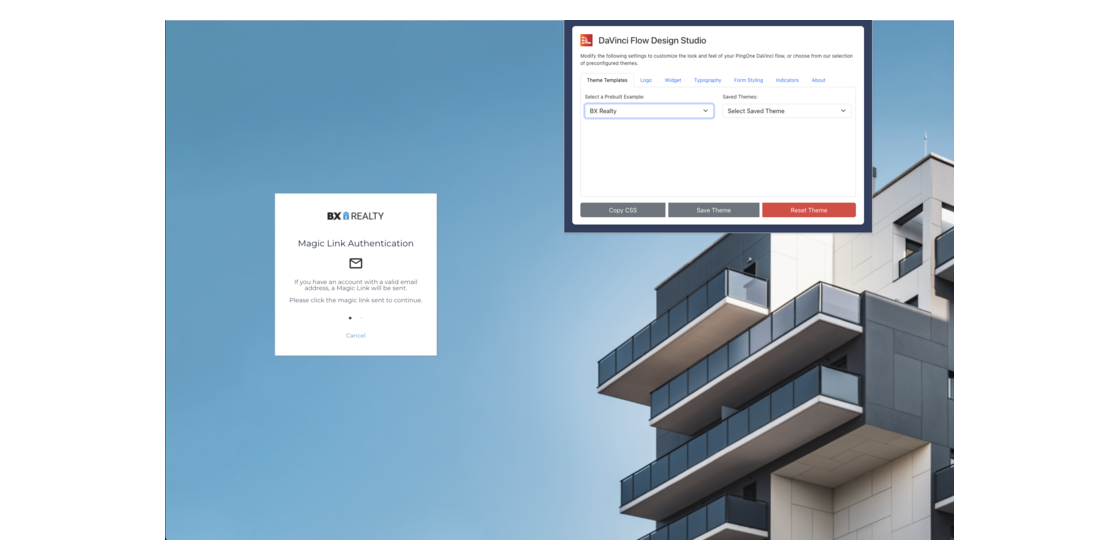 DaVinci Flow Design Studio
Modify the following settings to customize the look and feel of your PingOne DaVinci flow, or choose from our selection
of preconfigured themes.
Theme Templates Logo Widget Typography Form Styling Indicators About
Select a Prebuilt Example: Saved Themes:
BX Realty Select Saved Theme
Copy CSS Save Theme Reset Theme
BX REALTY
Magic Link Authentication
If you have an account with a valid email
address, a Magic Link will be sent.
Please click the magic link sent to continue.
Cancel